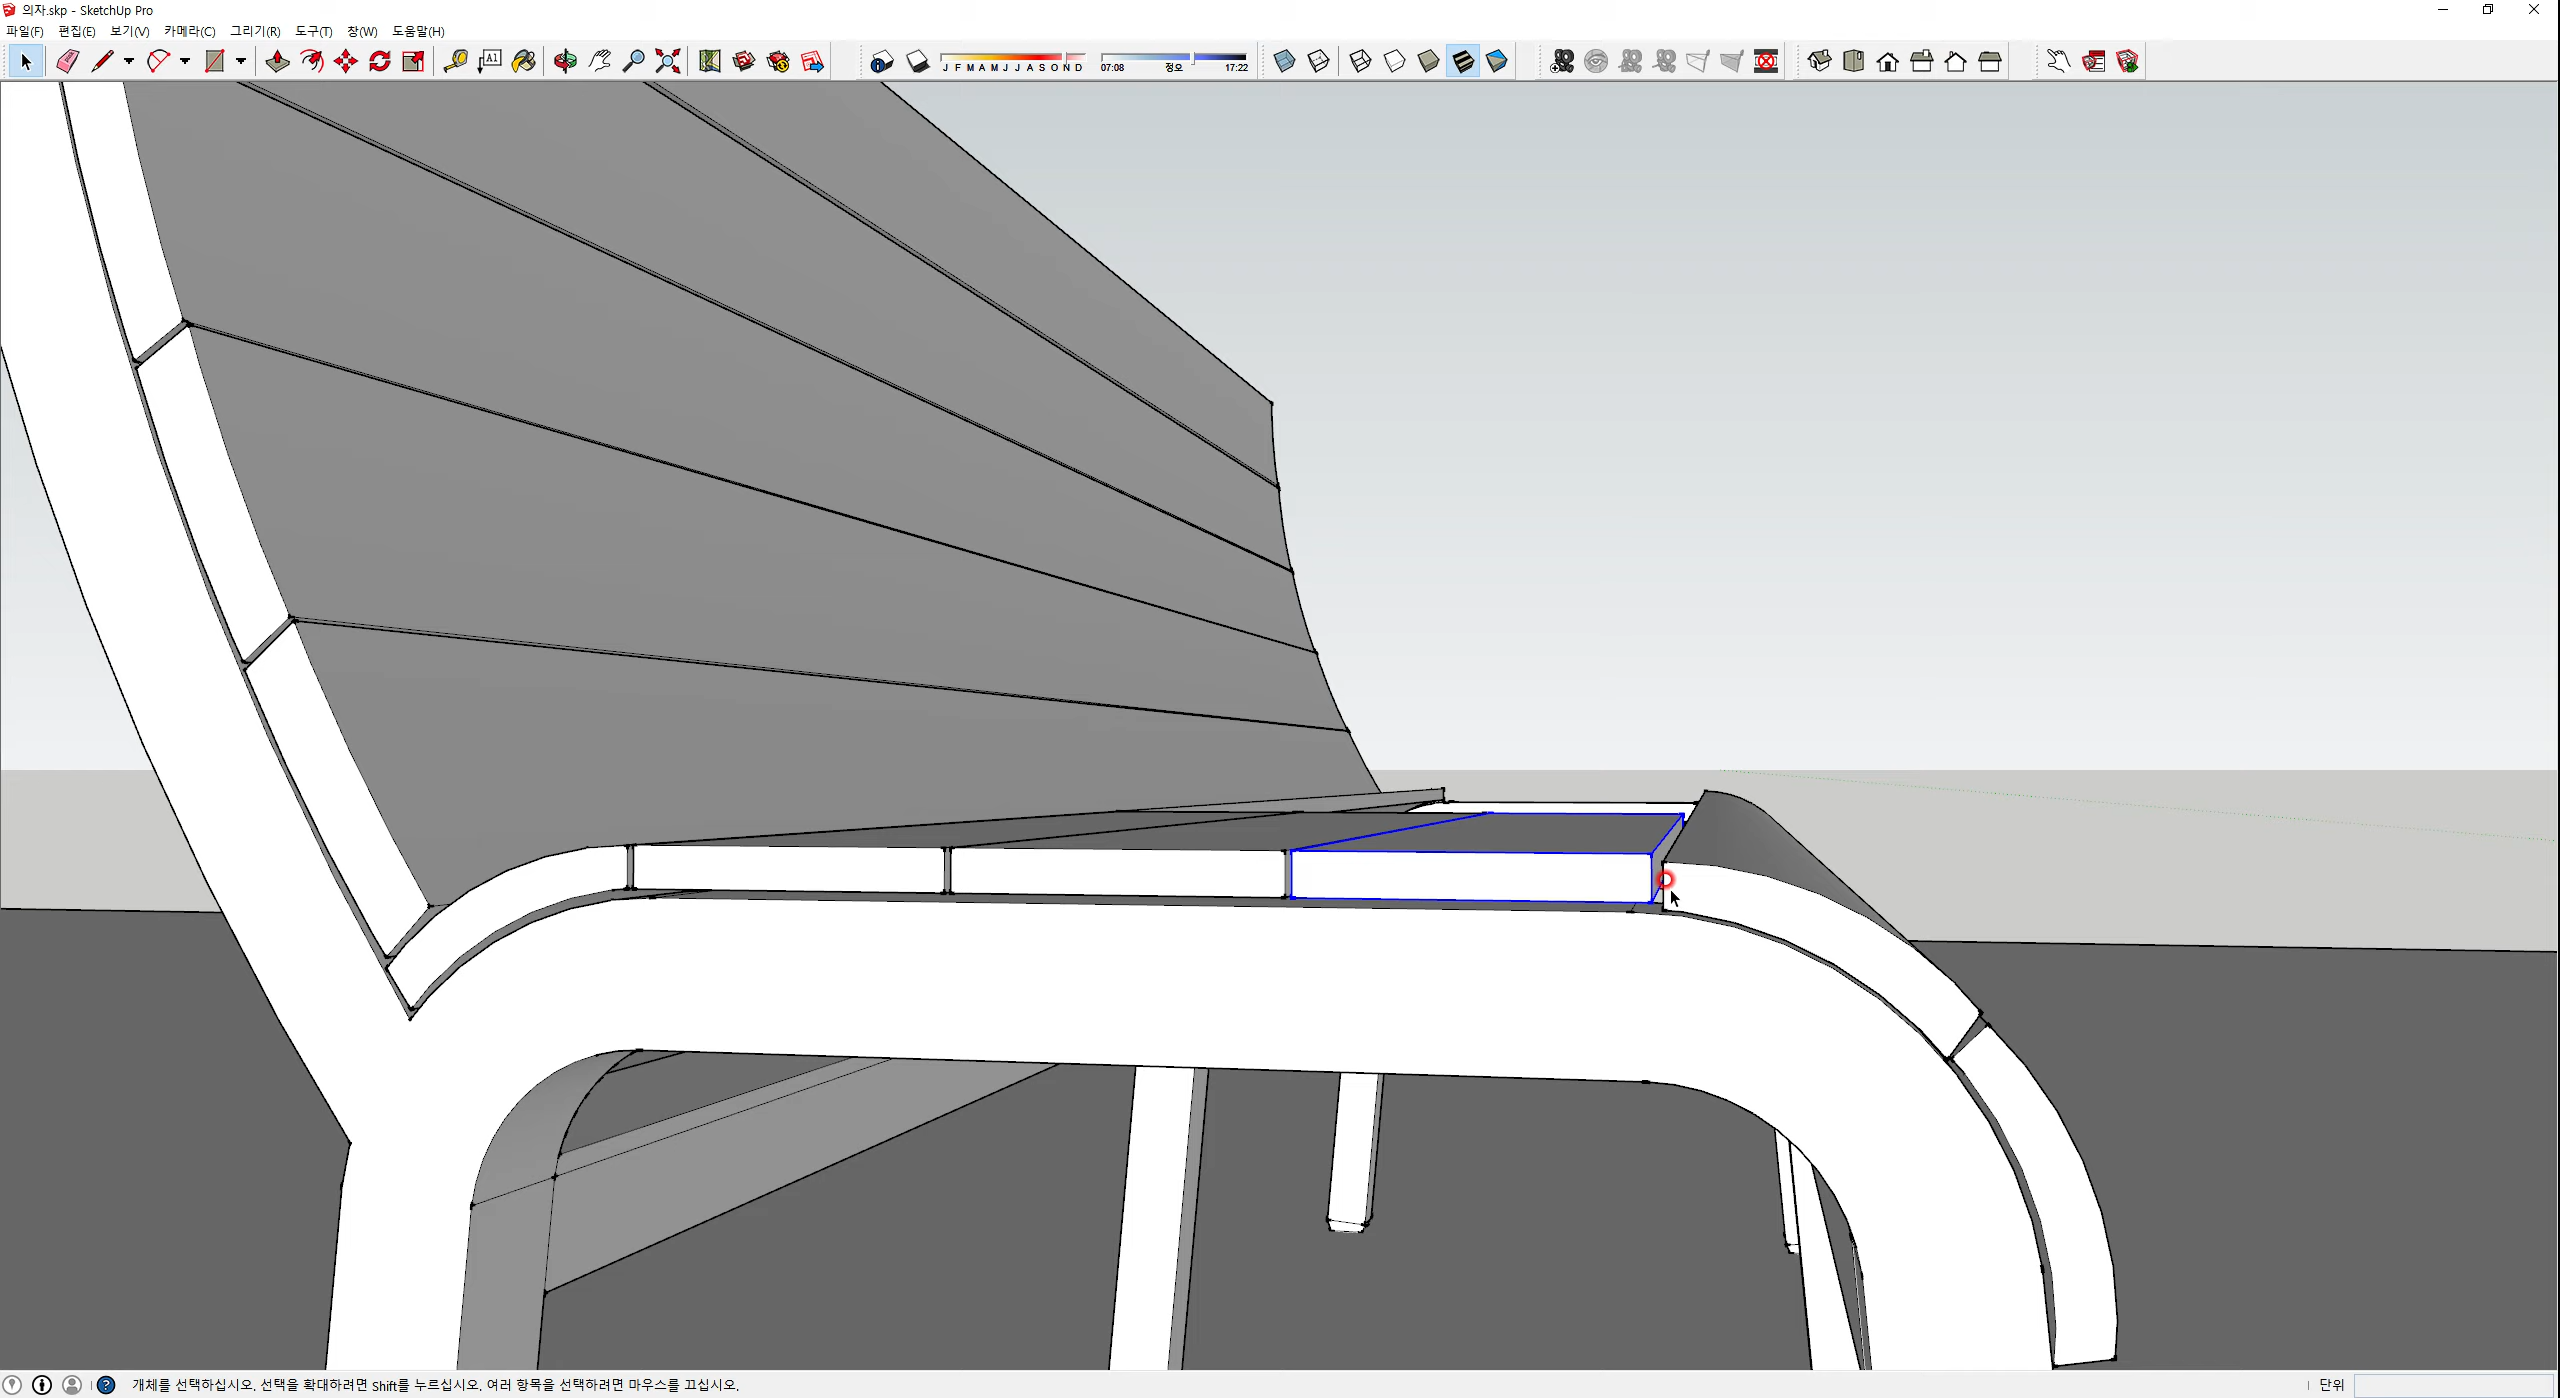 의자.skp - SketchUp Pro
파일(F) 편집(E) 보기(V) 카메라(C) 그리기(R) 도구(T) 창(W) 도움말(H)
A1
J F M A M J J A S O N D 07:08 정오 17:22
개체를 선택하십시오. 선택을 확대하려면 Shift를 누르십시오. 여러 항목을 선택하려면 마우스를 끄십시오. 단위